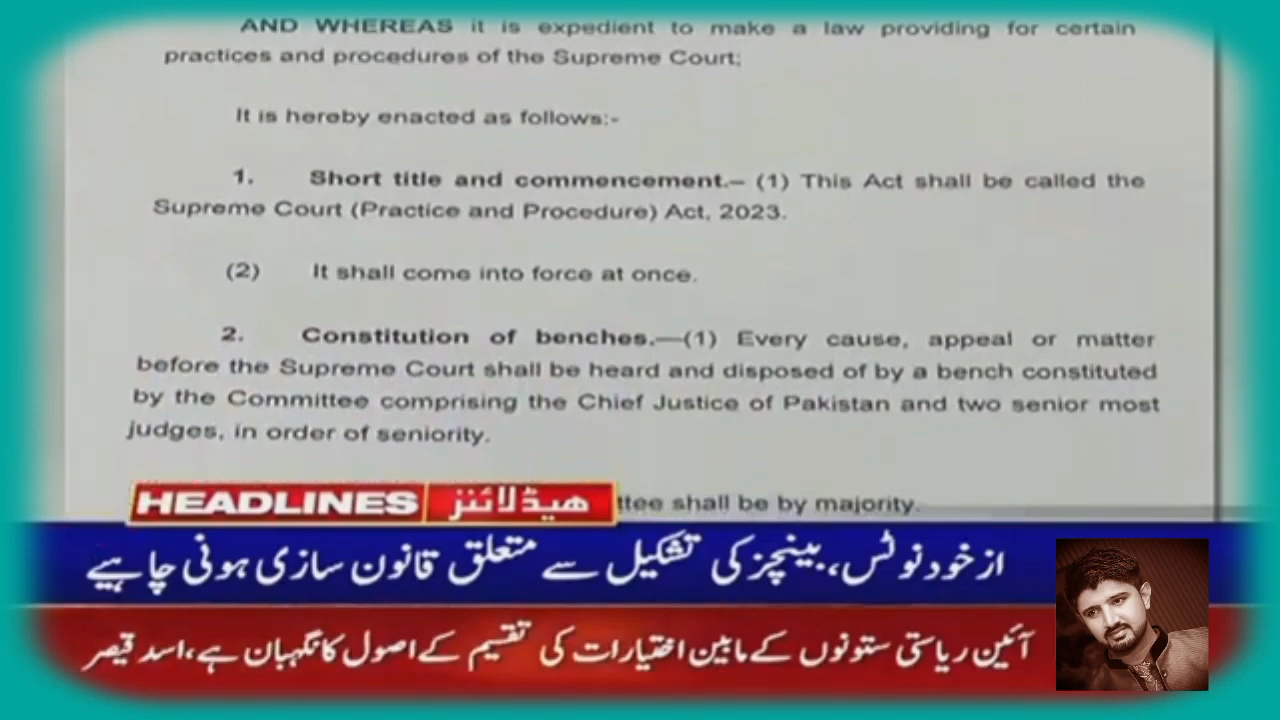 AND WHEREAS it is expedient to make a law providing for certain
practices and procedures of the Supreme Court;
It is hereby enacted as follows:-
1. Short title and commencement.– (1) This Act shall be called the
Supreme Court (Practice and Procedure) Act, 2023.
(2) It shall come into force at once.
2. Constitution of benches.—(1) Every cause, appeal or matter
before the Supreme Court shall be heard and disposed of by a bench constituted
by the Committee comprising the Chief Justice of Pakistan and two senior most
judges, in order of seniority.
ttee shall be by majority.
HEADLINES ھیڈلائنز
از خود نوٹس، بینچز کی تشکیل سے متعلق قانون سازی ہونی چاہیے
آئین ریاستی ستونوں کے مابین اختیارات کی تقسیم کے اصول کا نگہبان ہے، اسد قیصر